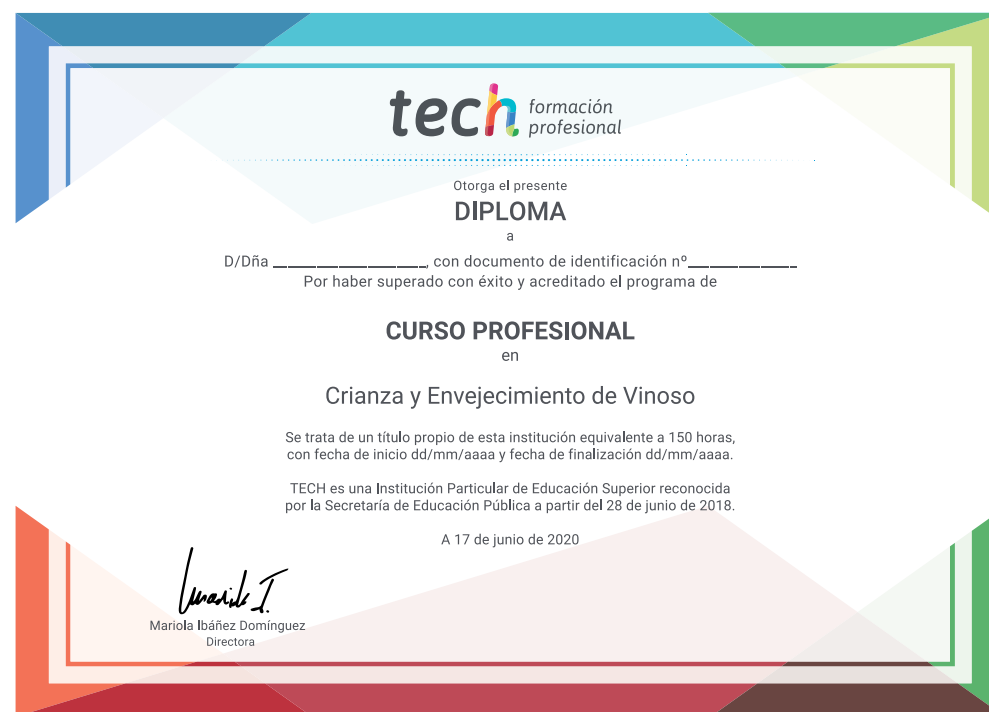 tech formación
profesional
Otorga el presente
DIPLOMA
a
D/Dña ____________________, con documento de identificación nº______________
Por haber superado con éxito y acreditado el programa de
CURSO PROFESIONAL
en
Crianza y Envejecimiento de Vinoso
Se trata de un título propio de esta institución equivalente a 150 horas,
con fecha de inicio dd/mm/aaaa y fecha de finalización dd/mm/aaaa.
TECH es una Institución Particular de Educación Superior reconocida
por la Secretaría de Educación Pública a partir del 28 de junio de 2018.
A 17 de junio de 2020
Mariola Ibáñez Domínguez
Directora